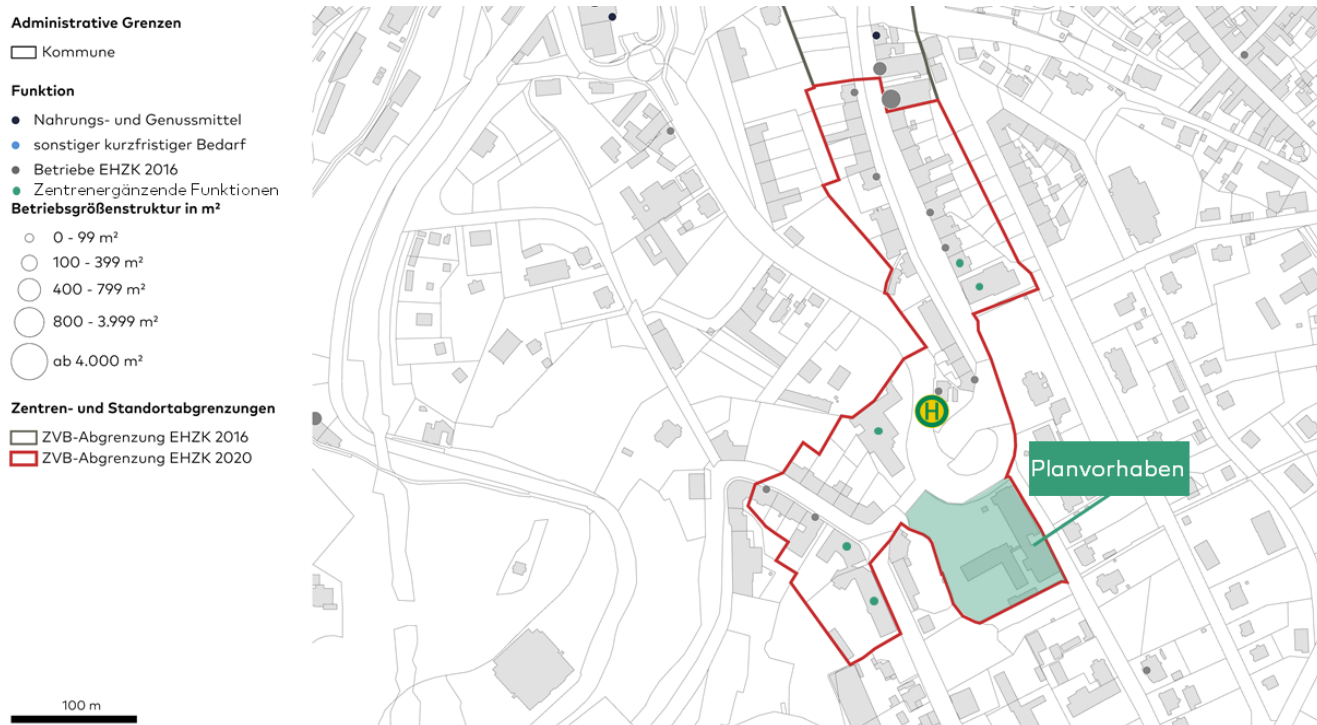 Administrative Grenzen
Kommune
Funktion
Nahrungs- und Genussmittel
sonstiger kurzfristiger Bedarf
Betriebe EHZK 2016
Zentrenergänzende Funktionen
Betriebsgrößenstruktur in m²
0 - 99 m²
100 - 399 m²
400 - 799 m²
800 - 3.999 m²
ab 4.000 m²
Zentren- und Standortabgrenzungen
ZVB-Abgrenzung EHZK 2016
ZVB-Abgrenzung EHZK 2020
100 m
H
Planvorhaben